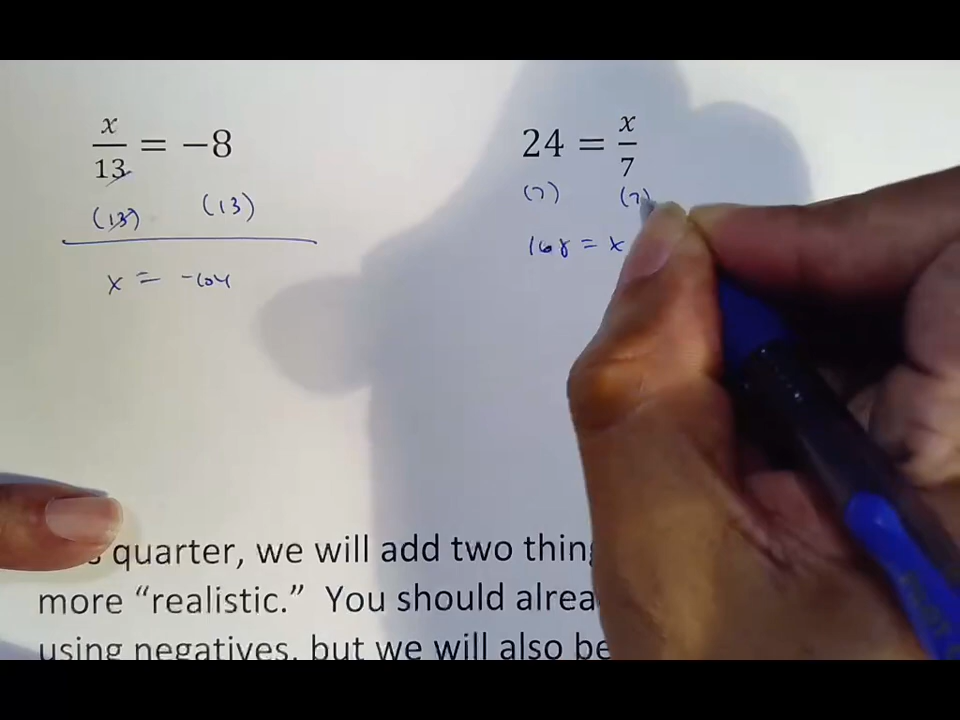 x/13 = −8
(13) (13)
x = -104
24 = x/7
(7) (7)
168 = x
quarter, we will add two thing
more “realistic.” You should alrea
using negatives, but we will also be